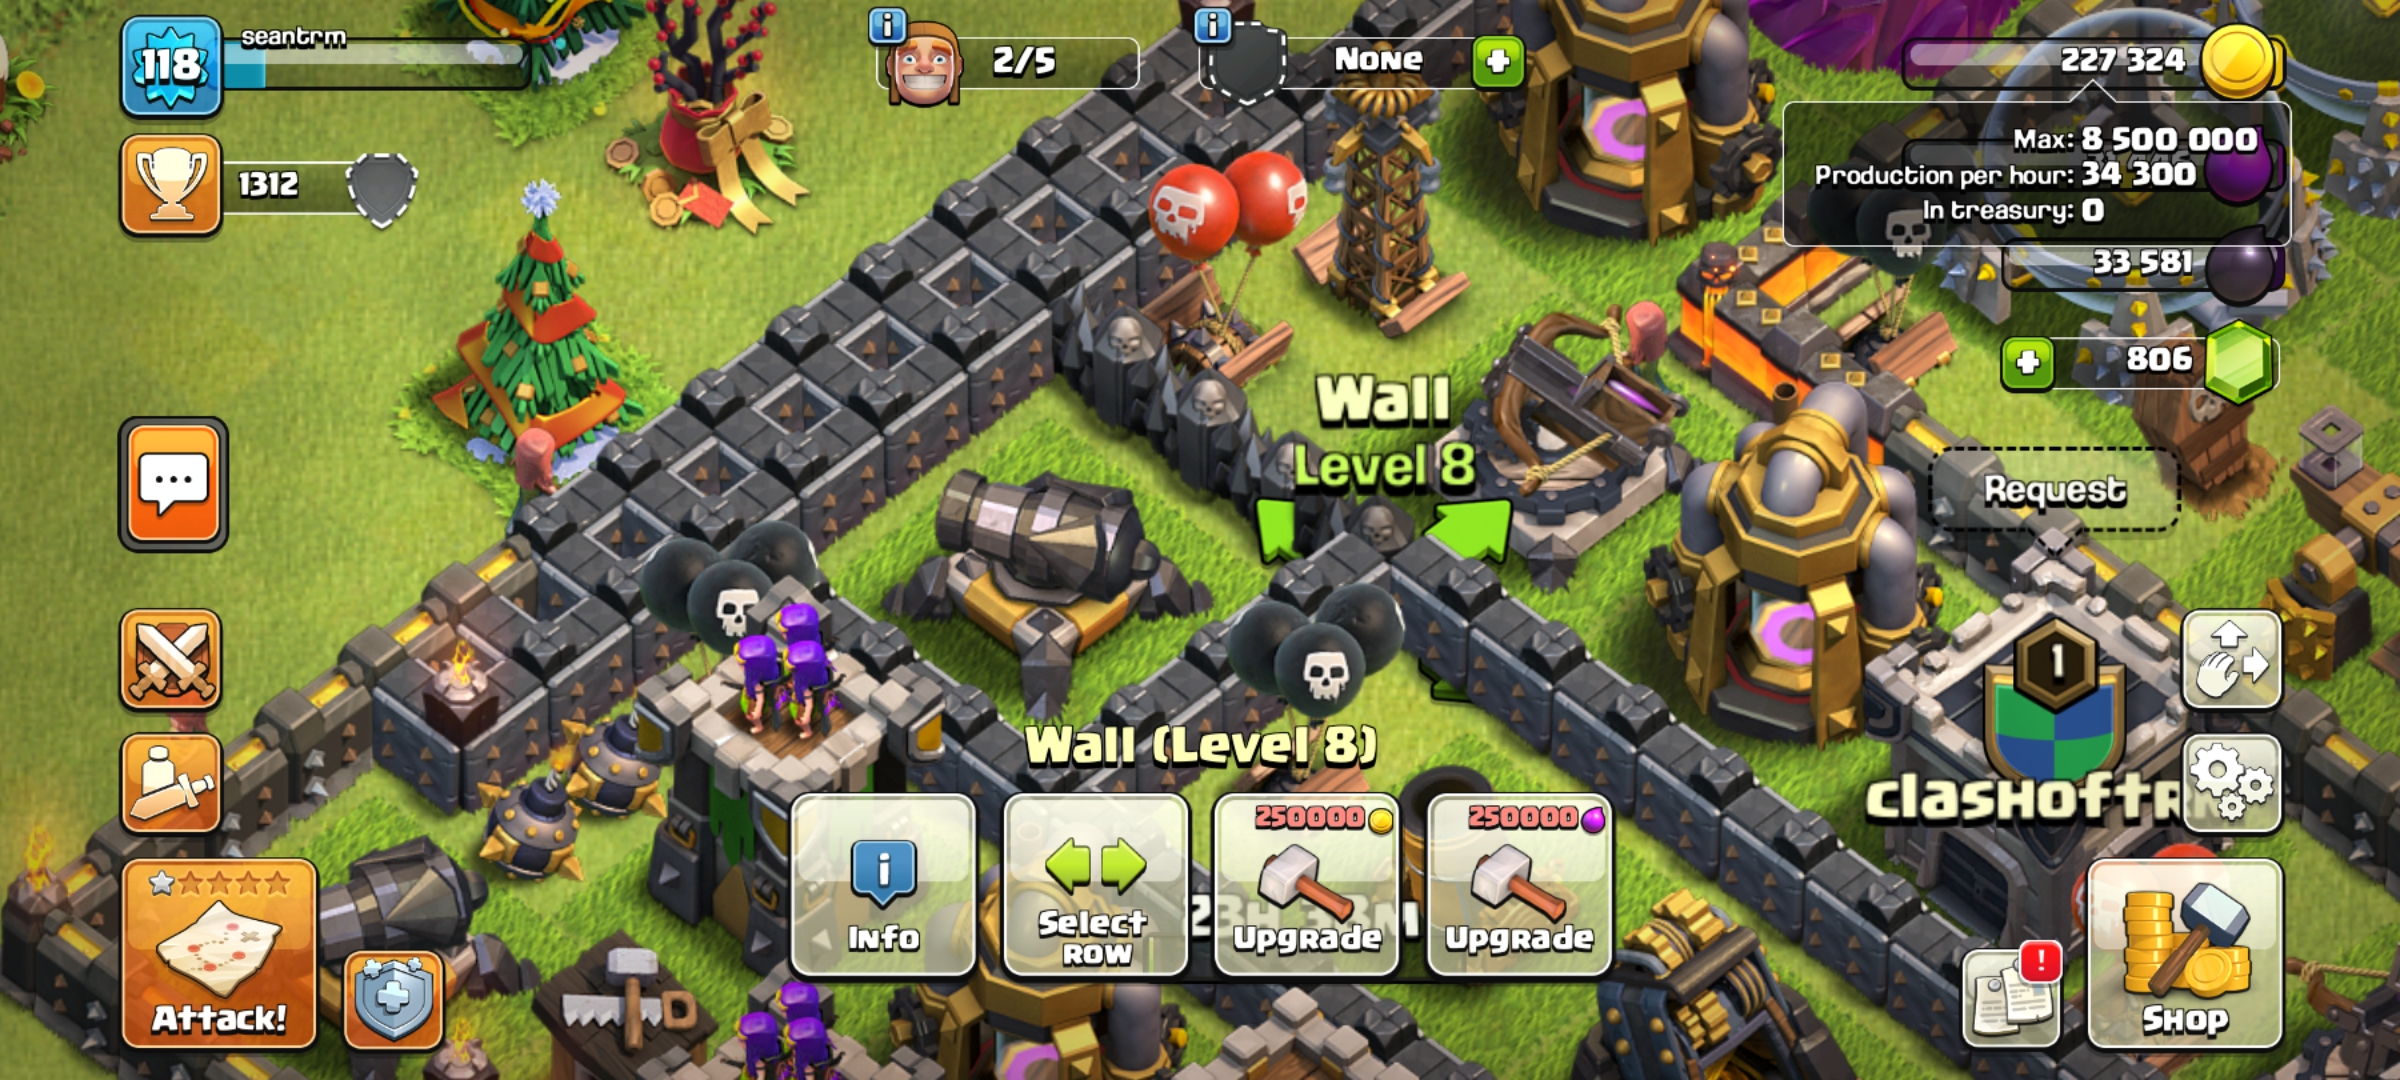 118
seantrm
2/5
None
227 324
Max: 8 500 000
Production per hour: 34 300
In treasury: 0
1312
33 581
806
Wall
Level 8
Request
1
Wall (Level 8)
clashoftr
250000
250000
Info
Select
row
Upgrade
Upgrade
Attack!
!
Shop